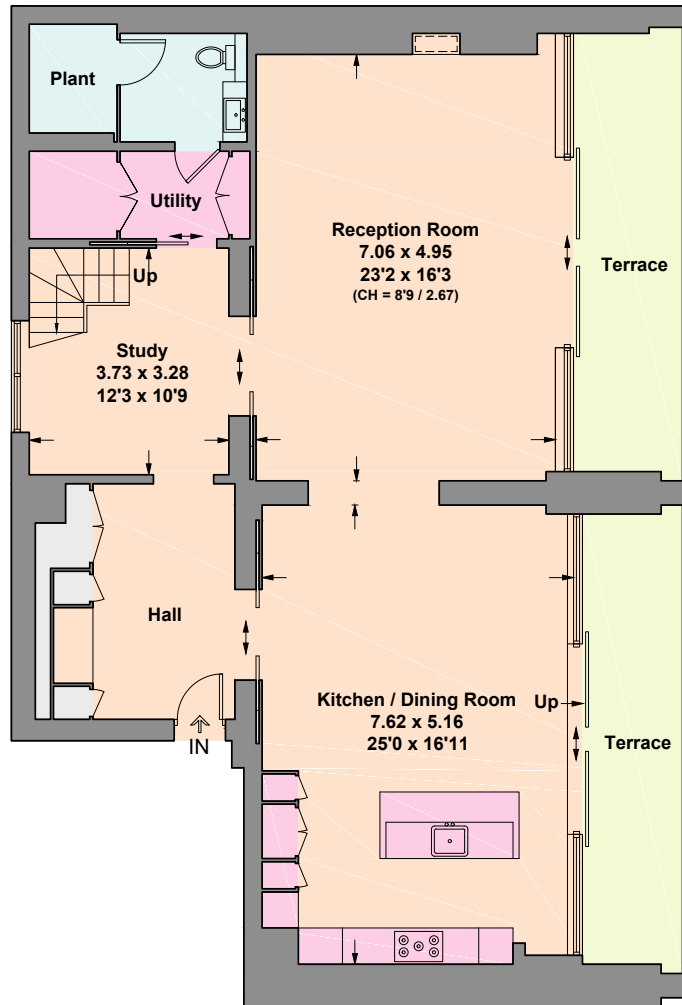 Plant
Utility
Up
Reception Room
7.06 x 4.95
23'2 x 16'3
(CH = 8'9 / 2.67)
Terrace
Study
3.73 x 3.28
12'3 x 10'9
Hall
IN
Kitchen / Dining Room
7.62 x 5.16
25'0 x 16'11
Up
Terrace